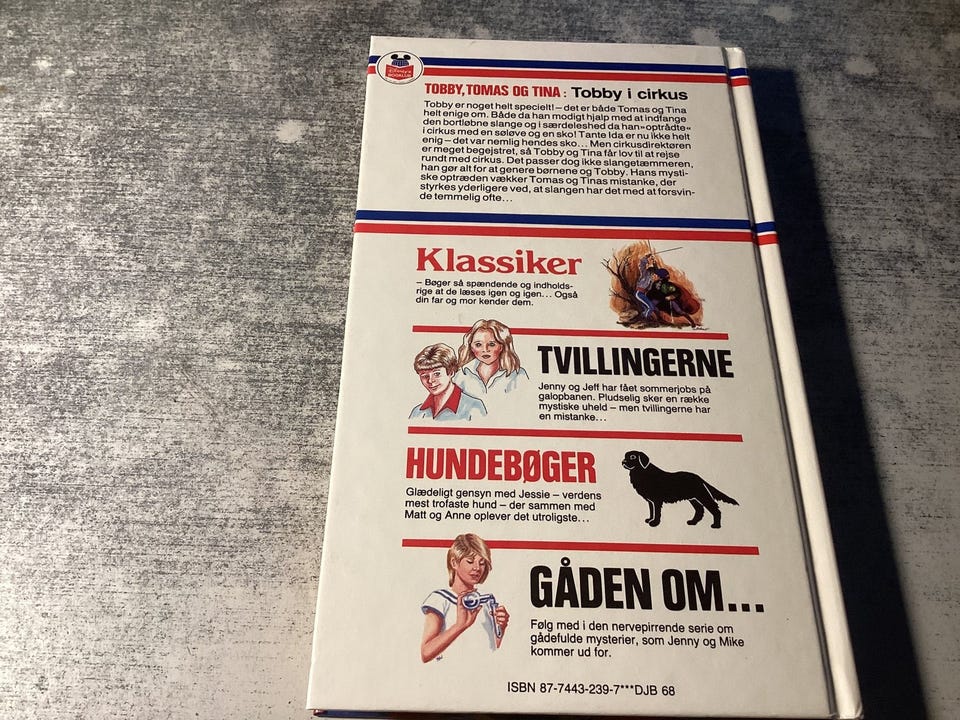 Disney's
BOGKLUB
TOBBY, TOMAS OG TINA: Tobby i cirkus
Tobby er noget helt specielt! – det er både Tomas og Tina
helt enige om. Både da han modigt hjalp med at indfange
den bortløbne slange og i særdeleshed da han »optrådte«
i cirkus med en søløve og en sko! Tante Ida er nu ikke helt
enig – det var nemlig hendes sko... Men cirkusdirektøren
er meget begejstret, så Tobby og Tina får lov til at rejse
rundt med cirkus. Det passer dog ikke slangetæmmeren,
han gør alt for at genere børnene og Tobby. Hans mysti-
ske optræden vækker Tomas og Tinas mistanke, der
styrkes yderligere ved, at slangen har det med at forsvin-
de temmelig ofte...
Klassiker
– Bøger så spændende og indholds-
rige at de læses igen og igen... Også
din far og mor kender dem.
TVILLINGERNE
Jenny og Jeff har fået sommerjobs på
galopbanen. Pludselig sker en række
mystiske uheld – men tvillingerne har
en mistanke...
HUNDEBØGER
Glædeligt gensyn med Jessie – verdens
mest trofaste hund – der sammen med
Matt og Anne oplever det utroligste...
GÅDEN OM...
Følg med i den nervepirrende serie om
gådefulde mysterier, som Jenny og Mike
kommer ud for.
ISBN 87-7443-239-7***DJB 68